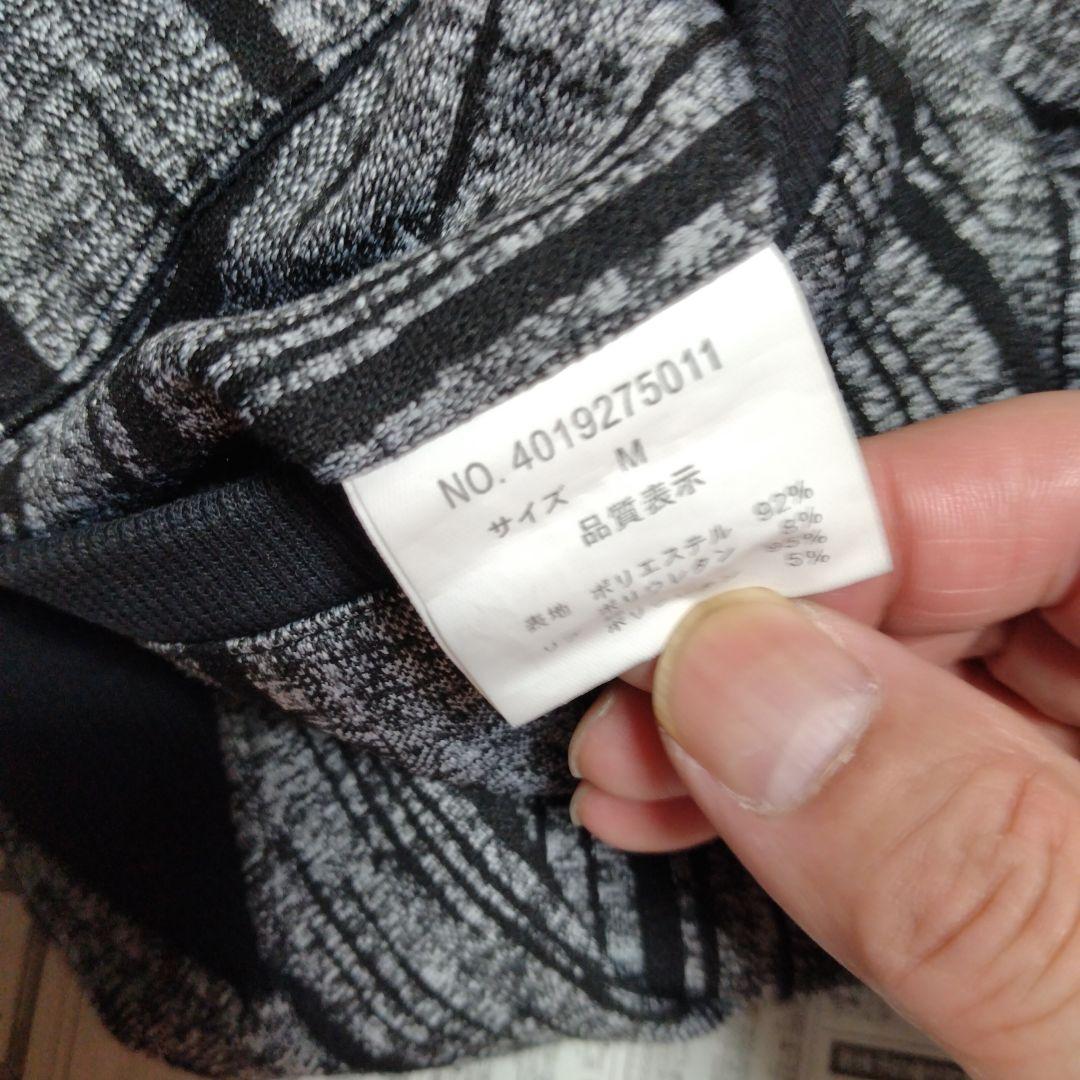 NO. 4019275011
サイズ M
品質表示
表地 ポリエステル 92%
ポリウレタン 8%
5%